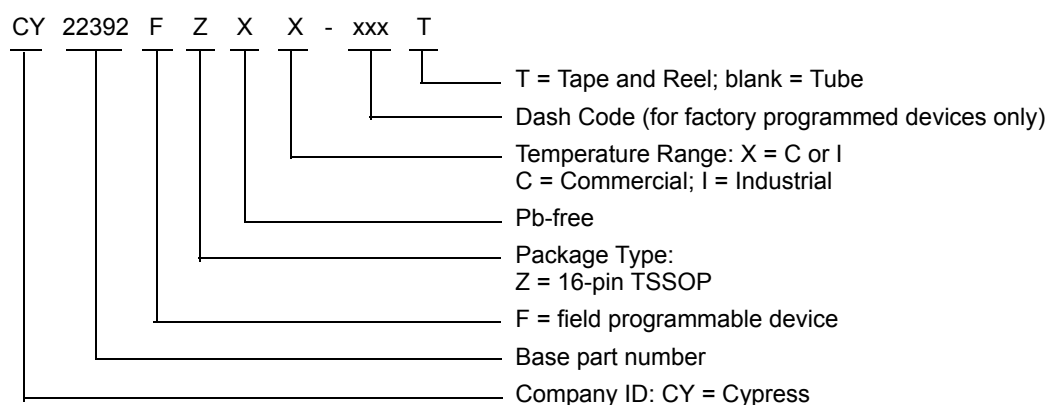 CY 22392 F Z X X - xxx T
T = Tape and Reel; blank = Tube
Dash Code (for factory programmed devices only)
Temperature Range: X = C or I
C = Commercial; I = Industrial
Pb-free
Package Type:
Z = 16-pin TSSOP
F = field programmable device
Base part number
Company ID: CY = Cypress